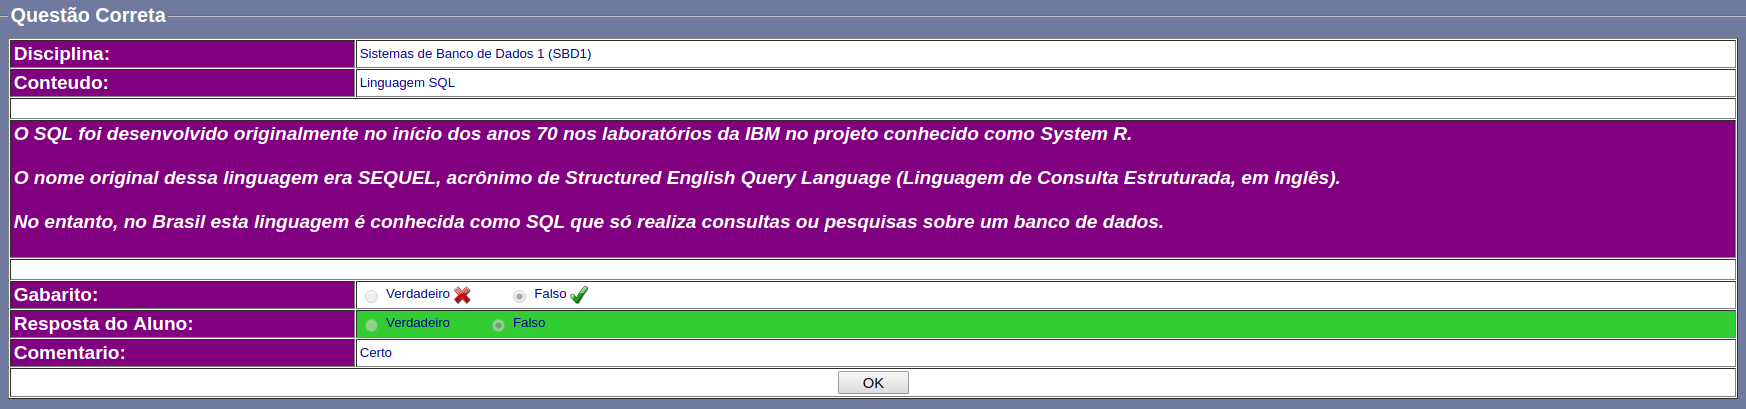 Questão Correta
Disciplina: Sistemas de Banco de Dados 1 (SBD1)
Conteudo: Linguagem SQL
O SQL foi desenvolvido originalmente no início dos anos 70 nos laboratórios da IBM no projeto conhecido como System R.
O nome original dessa linguagem era SEQUEL, acrônimo de Structured English Query Language (Linguagem de Consulta Estruturada, em Inglês).
No entanto, no Brasil esta linguagem é conhecida como SQL que só realiza consultas ou pesquisas sobre um banco de dados.
Gabarito: Verdadeiro Falso
Resposta do Aluno: Verdadeiro Falso
Comentario: Certo
OK